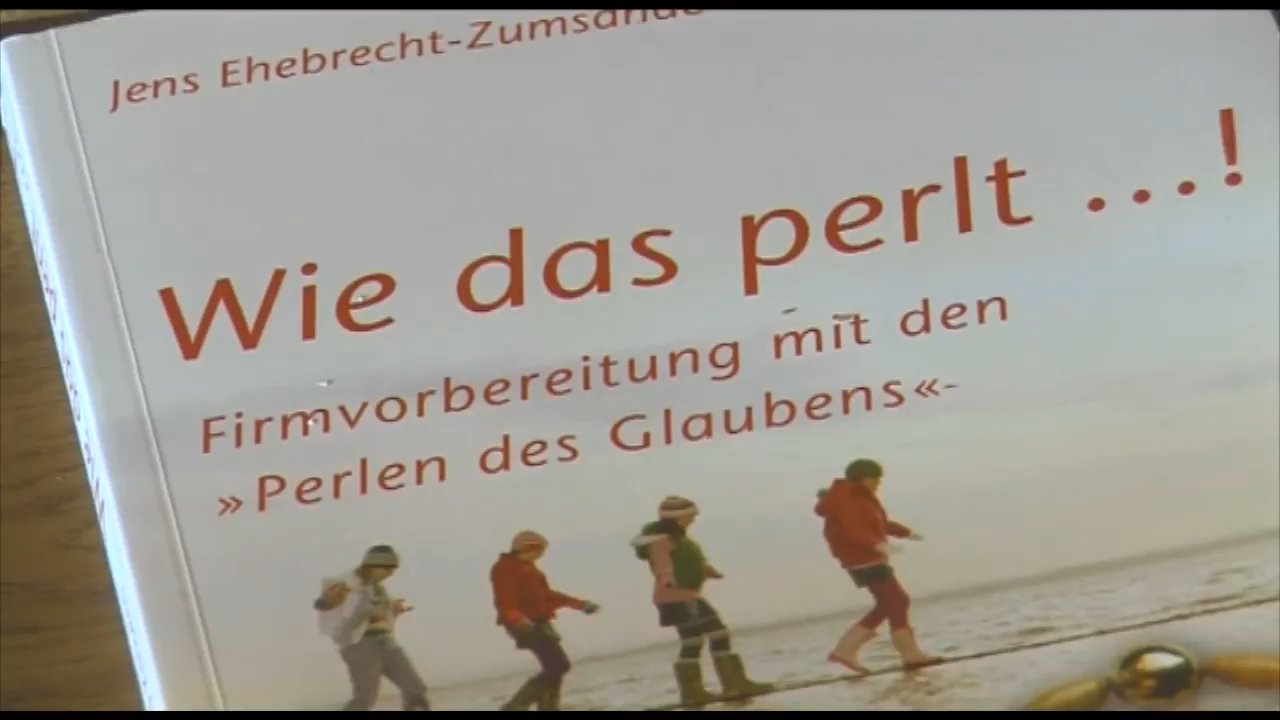 Jens Ehebrecht-Zumsande
Wie das perlt ...!
Firmvorbereitung mit den
»Perlen des Glaubens«-